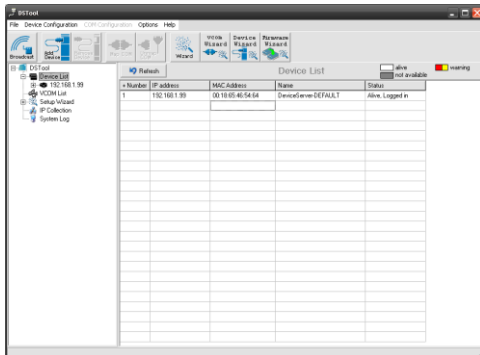 DSTool
File Device Configuration COM Configuration Options Help
Broadcast
Add Device
Wizard
VCOM Wizard
Device Wizard
Firmware Wizard
DSTool
Device List
192.168.1.99
VCOM List
Setup Wizard
IP Collection
System Log
Refresh
Device List
alive
warning
not available
Number IP address MAC Address Name Status
1 192.168.1.99 00:18:65:46:54:64 DeviceServer-DEFAULT Alive, Logged in